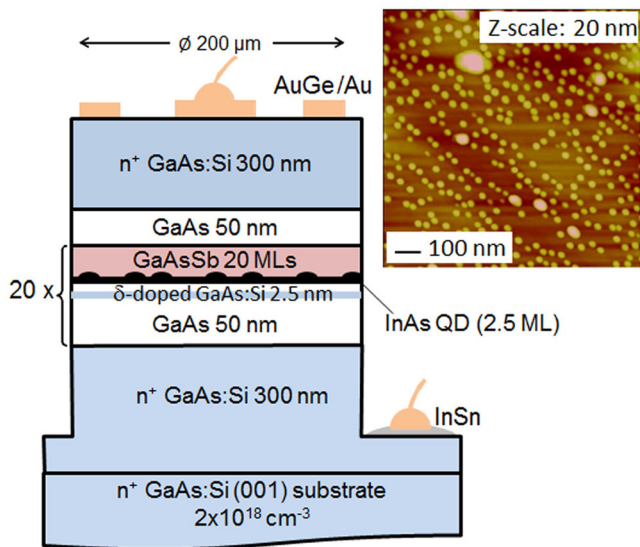 Ø 200 µm
AuGe/Au
n⁺ GaAs:Si 300 nm
GaAs 50 nm
GaAsSb 20 MLs
20 x
δ-doped GaAs:Si 2.5 nm
GaAs 50 nm
InAs QD (2.5 ML)
n⁺ GaAs:Si 300 nm
InSn
n⁺ GaAs:Si (001) substrate
2x10¹⁸ cm⁻³
Z-scale: 20 nm
100 nm